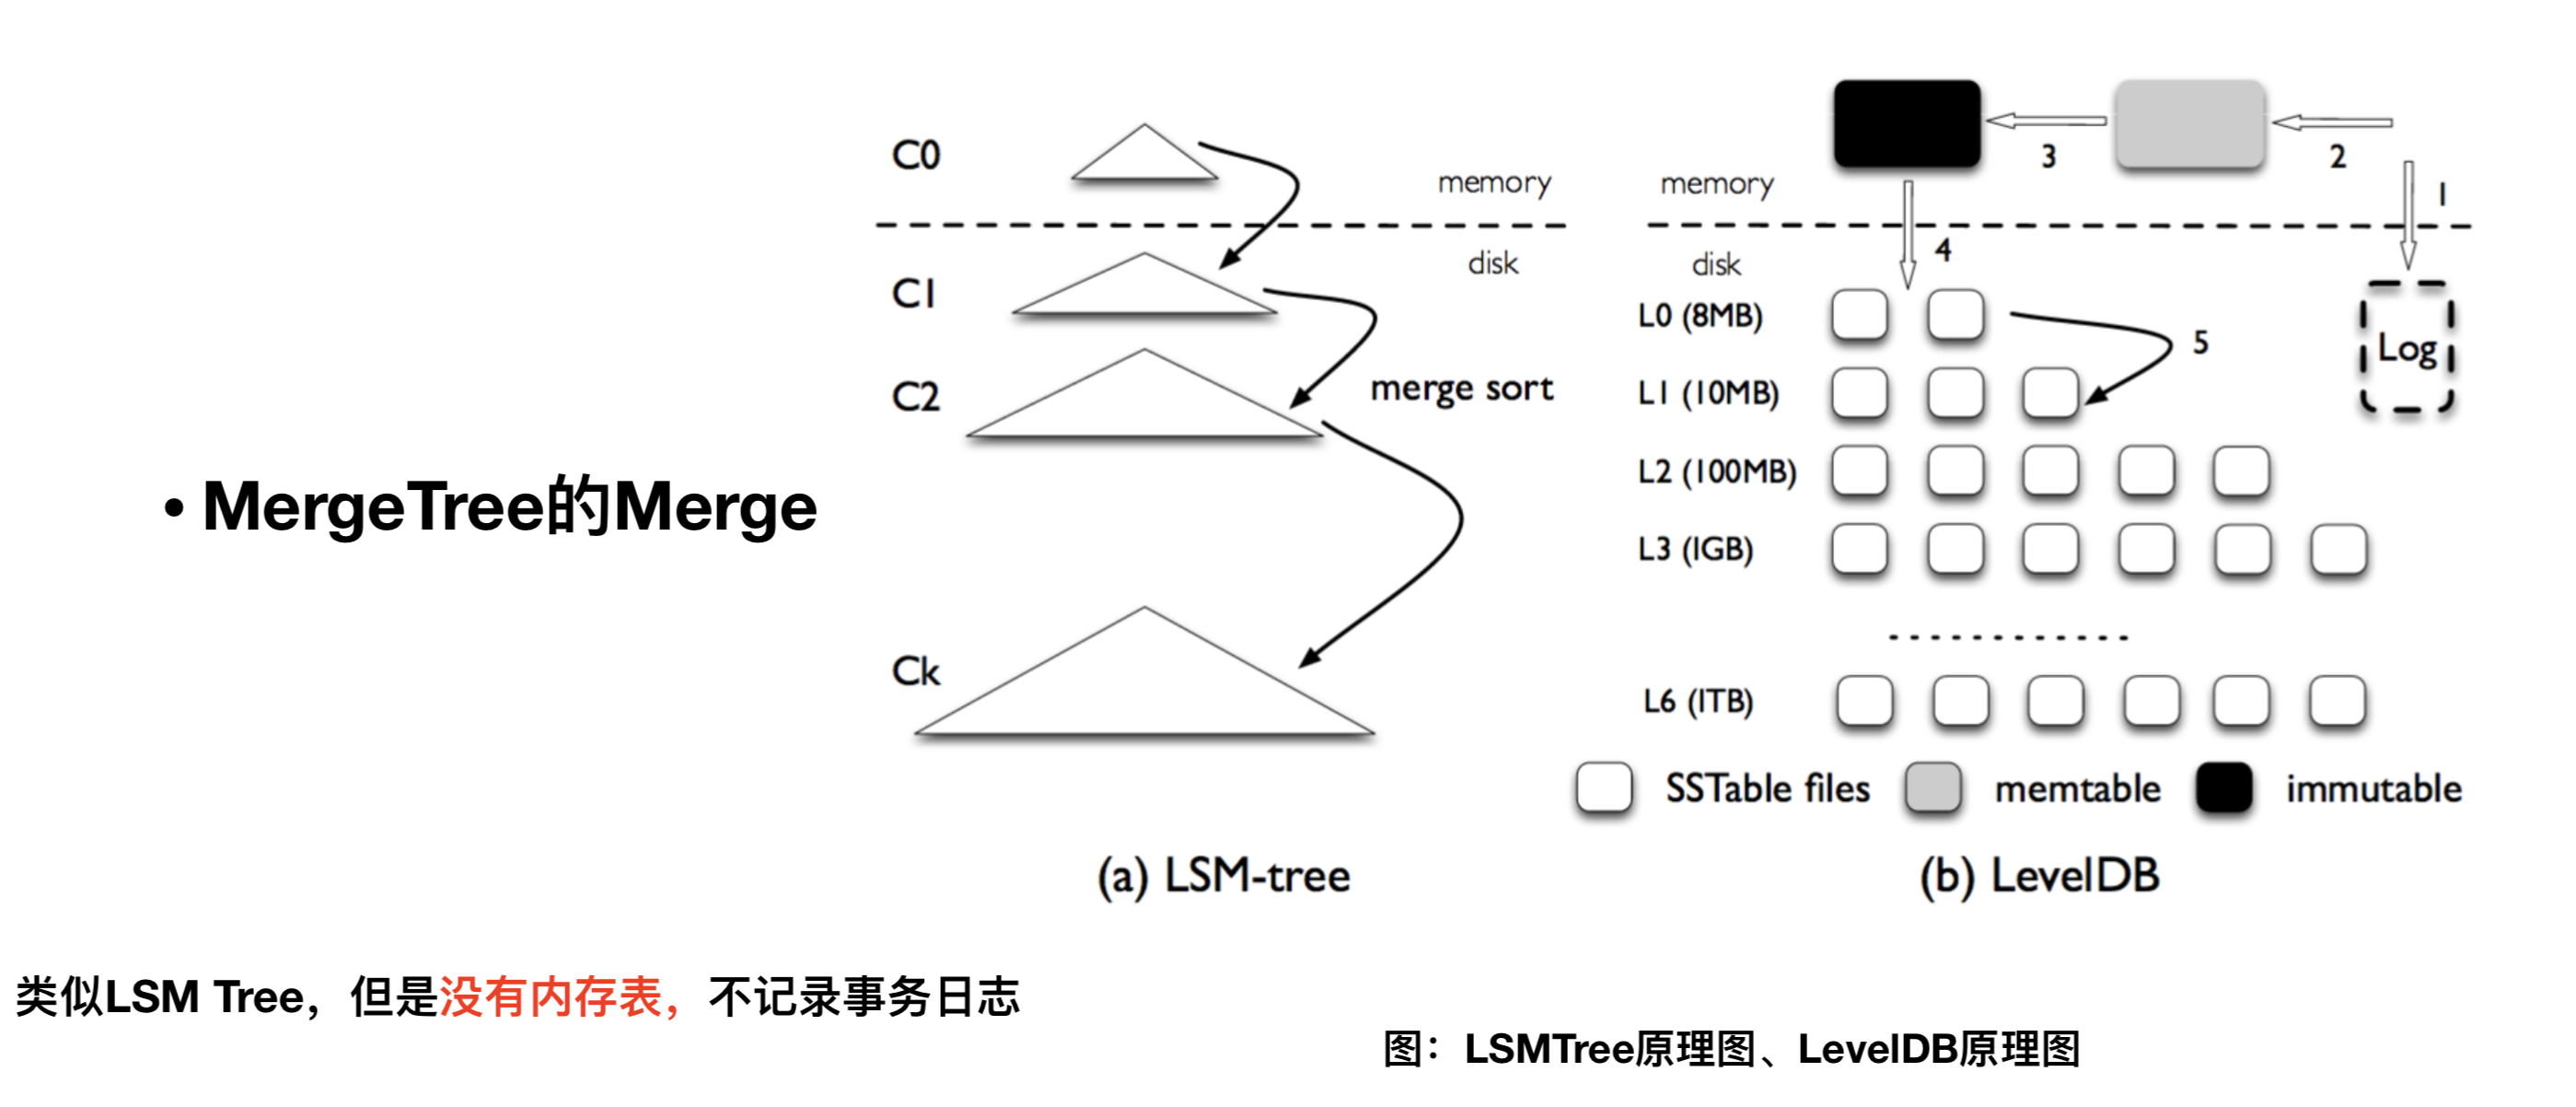 • MergeTree的Merge
C0
memory
disk
C1
C2
merge sort
Ck
(a) LSM-tree
3
2
1
memory
4
disk
L0 (8MB)
5
Log
L1 (10MB)
L2 (100MB)
L3 (1GB)
L6 (1TB)
SSTable files
memtable
immutable
(b) LevelDB
类似LSM Tree，但是没有内存表，不记录事务日志
图：LSMTree原理图、LevelDB原理图